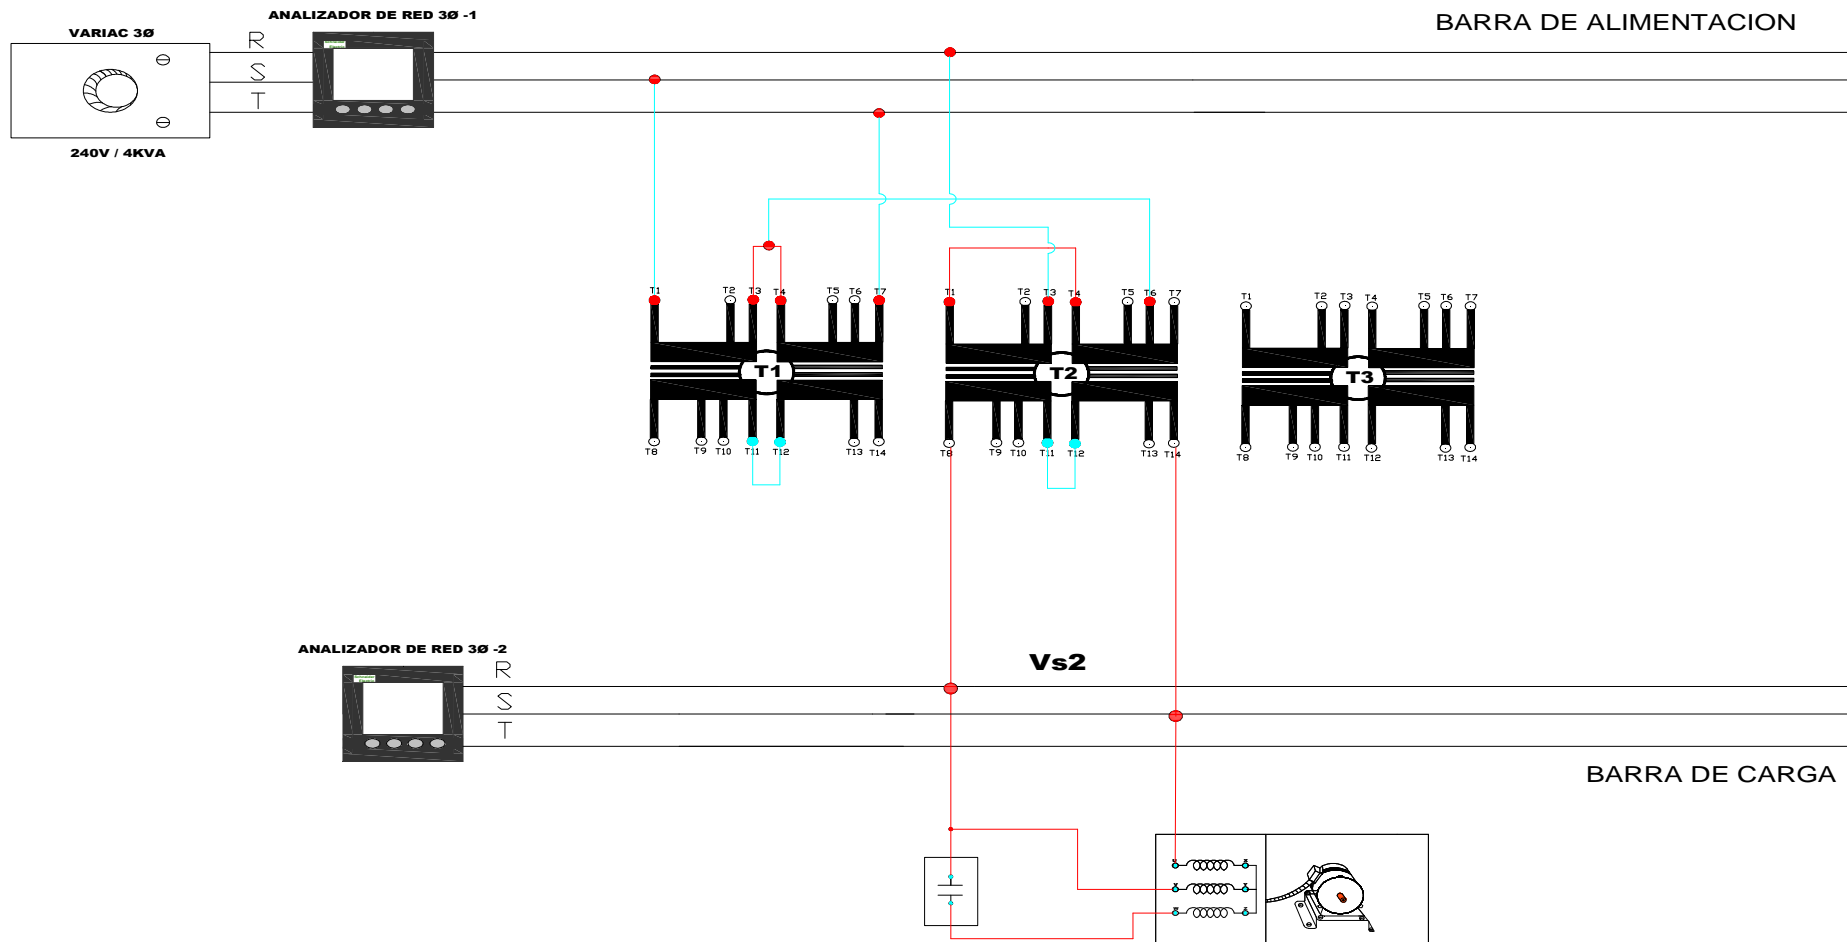 BARRA DE ALIMENTACION
ANALIZADOR DE RED 3Ø -1
VARIAC 3Ø
R
S
T
240V / 4KVA
T1 T2 T3 T4 T5 T6 T7
T1 T2 T3 T4 T5 T6 T7
T1 T2 T3 T4 T5 T6 T7
T1
T2
T3
T8 T9 T10 T11 T12 T13 T14
T8 T9 T10 T11 T12 T13 T14
T8 T9 T10 T11 T12 T13 T14
ANALIZADOR DE RED 3Ø -2
R
S
T
Vs2
BARRA DE CARGA